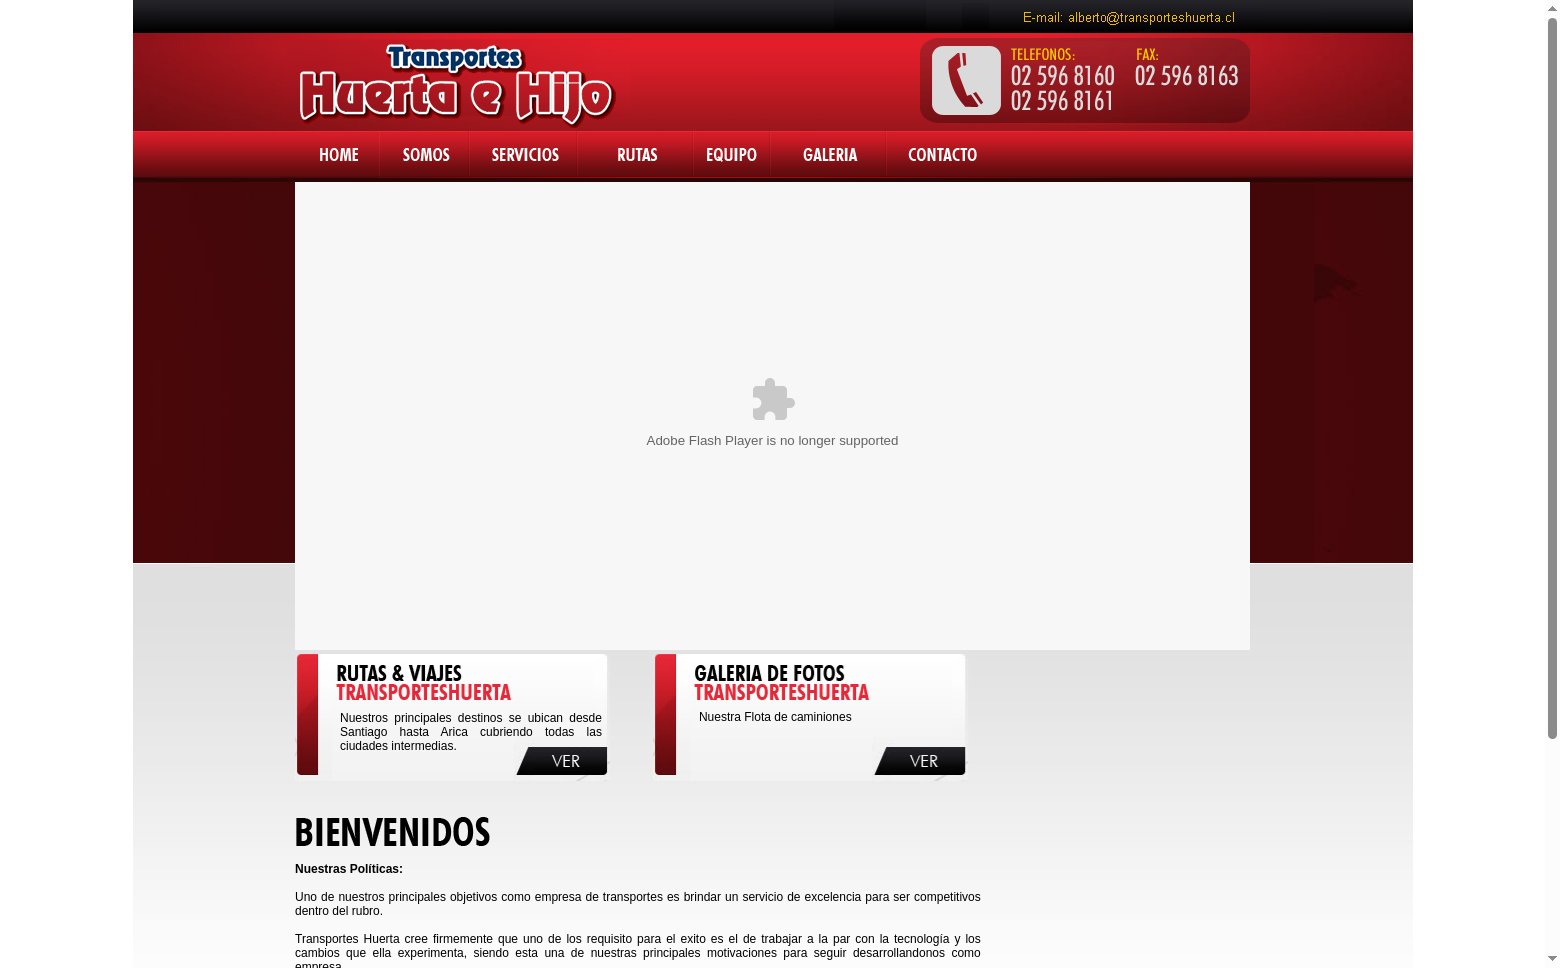 E-mail: alberto@transporteshuerta.cl
Transportes
Huerta e Hijo
TELEFONOS: FAX:
02 596 8160 02 596 8163
02 596 8161
HOME SOMOS SERVICIOS RUTAS EQUIPO GALERIA CONTACTO
Adobe Flash Player is no longer supported
RUTAS & VIAJES
TRANSPORTESHUERTA
Nuestros principales destinos se ubican desde
Santiago hasta Arica cubriendo todas las
ciudades intermedias.
VER
GALERIA DE FOTOS
TRANSPORTESHUERTA
Nuestra Flota de caminiones
VER
BIENVENIDOS
Nuestras Políticas:
Uno de nuestros principales objetivos como empresa de transportes es brindar un servicio de excelencia para ser competitivos
dentro del rubro.
Transportes Huerta cree firmemente que uno de los requisito para el exito es el de trabajar a la par con la tecnología y los
cambios que ella experimenta, siendo esta una de nuestras principales motivaciones para seguir desarrollandonos como
empresa.